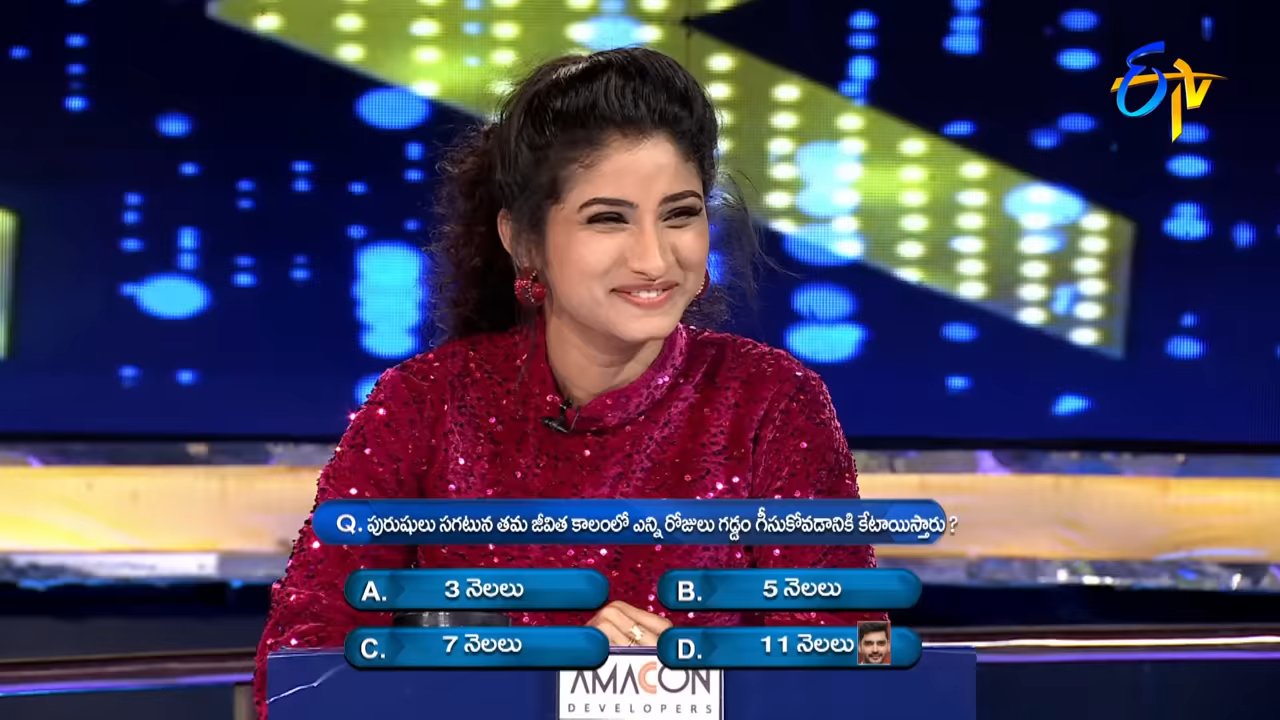 ETV
Q. పురుషులు సగటున తమ జీవిత కాలంలో ఎన్ని రోజులు గడ్డం గీసుకోవడానికి కేటాయిస్తారు ?
A. 3 నెలలు
B. 5 నెలలు
C. 7 నెలలు
D. 11 నెలలు
AMACON
DEVELOPERS